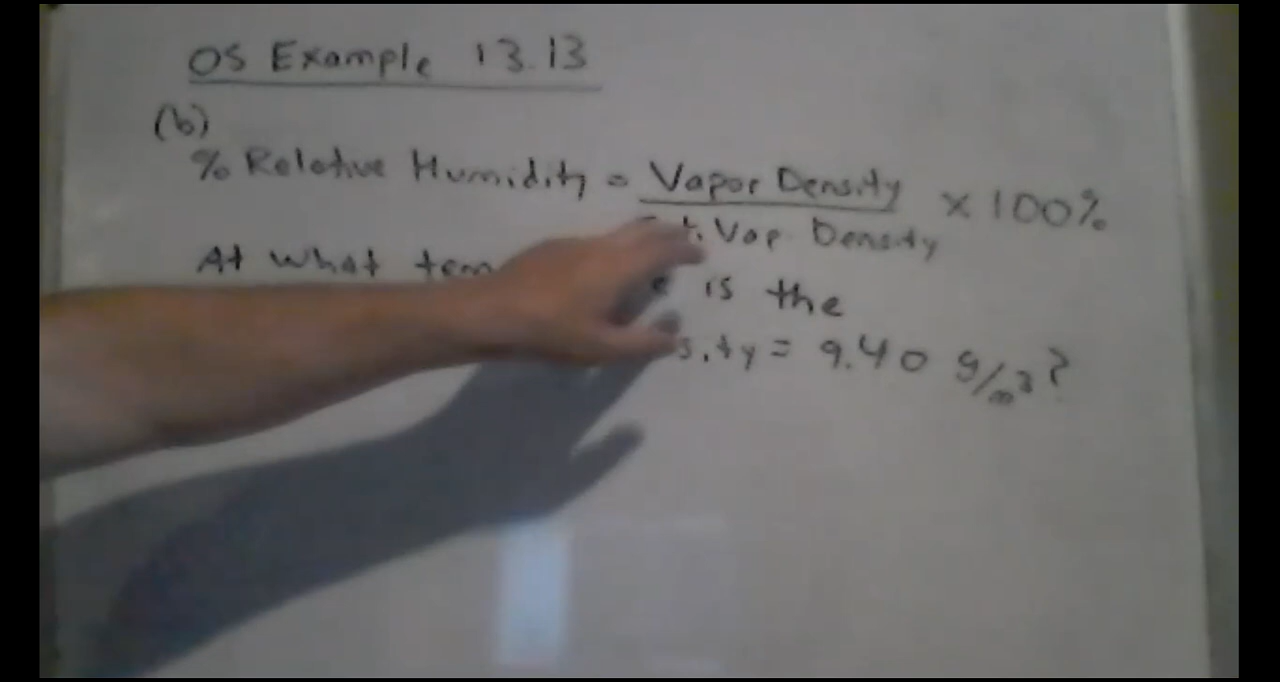 OS Example 13.13
(b)
% Relative Humidity = Vapor Density × 100%
t. Vap Density
At what tem e is the
s.ty = 9.40 g/m³?